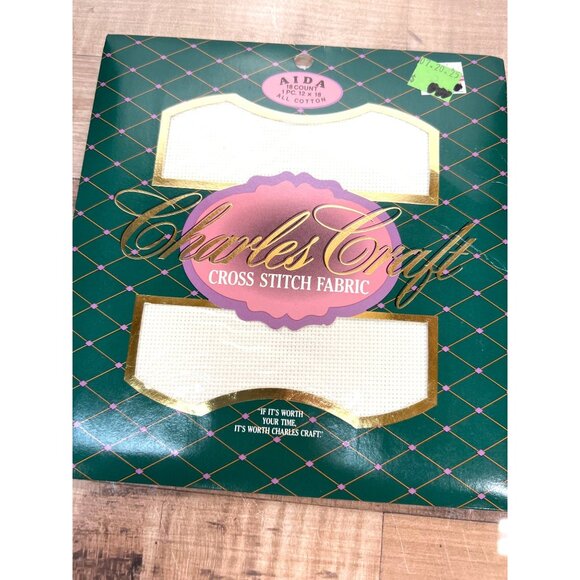 AIDA
18 COUNT
1 PC. 12 × 18
ALL COTTON
Charles Craft
CROSS STITCH FABRIC
"IF IT'S WORTH
YOUR TIME,
IT'S WORTH CHARLES CRAFT."